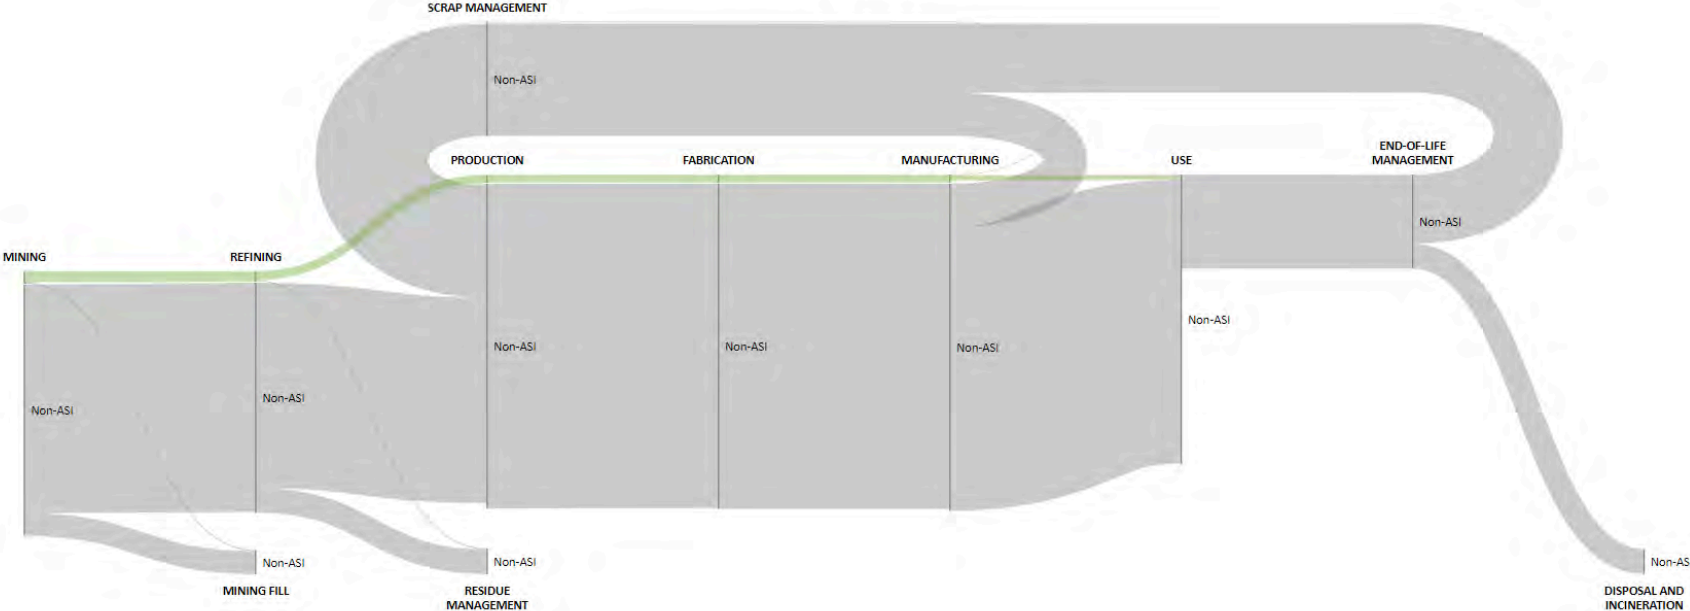 SCRAP MANAGEMENT
Non-ASI
PRODUCTION
FABRICATION
MANUFACTURING
USE
END-OF-LIFE
MANAGEMENT
Non-ASI
MINING
REFINING
Non-ASI
Non-ASI
Non-ASI
Non-ASI
Non-ASI
Non-ASI
Non-ASI
Non-ASI
Non-ASI
Non-AS
MINING FILL
RESIDUE
MANAGEMENT
DISPOSAL AND
INCINERATION